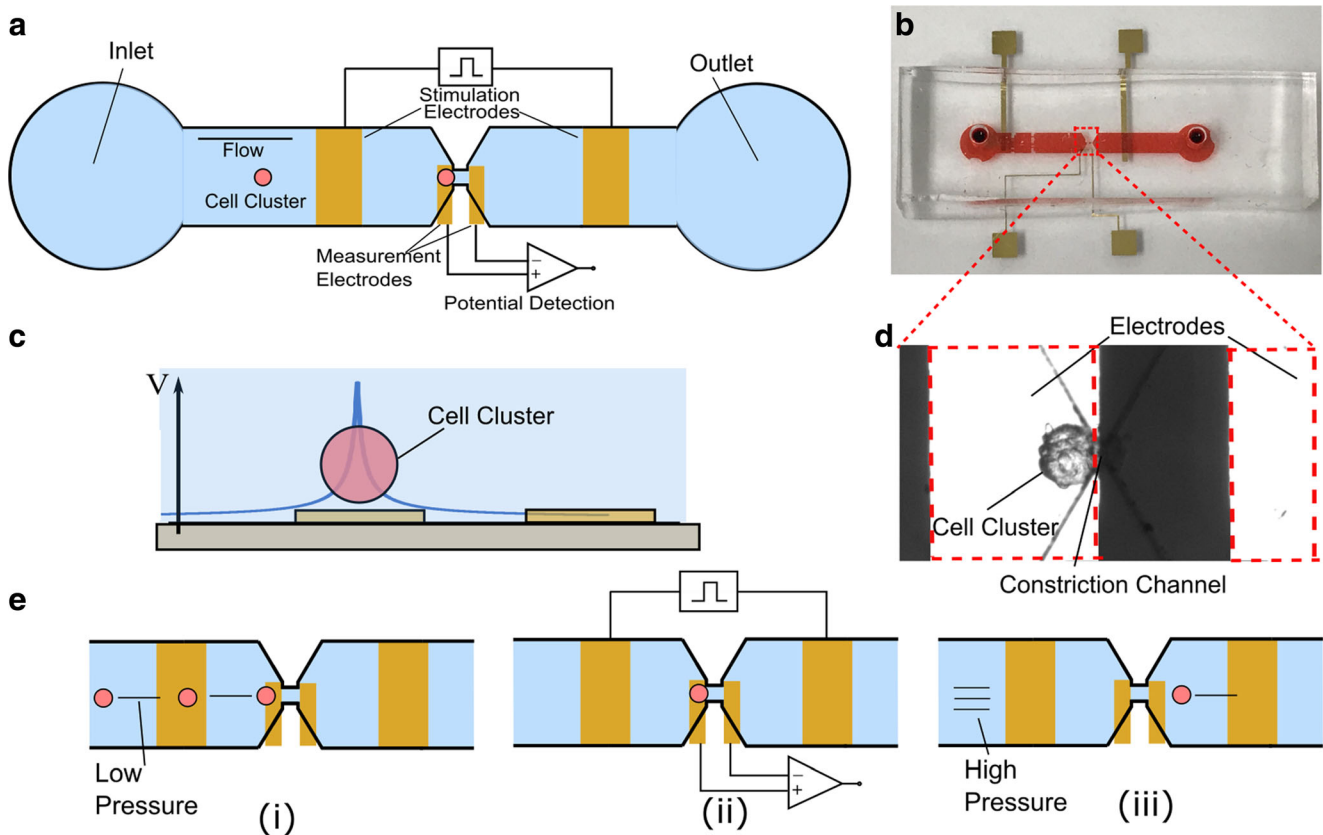 a
Inlet
Outlet
Stimulation
Electrodes
Flow
Cell Cluster
Measurement
Electrodes
−
+
Potential Detection
b
c
V
Cell Cluster
d
Electrodes
Cell Cluster
Constriction Channel
e
Low
Pressure
(i)
−
+
(ii)
High
Pressure
(iii)